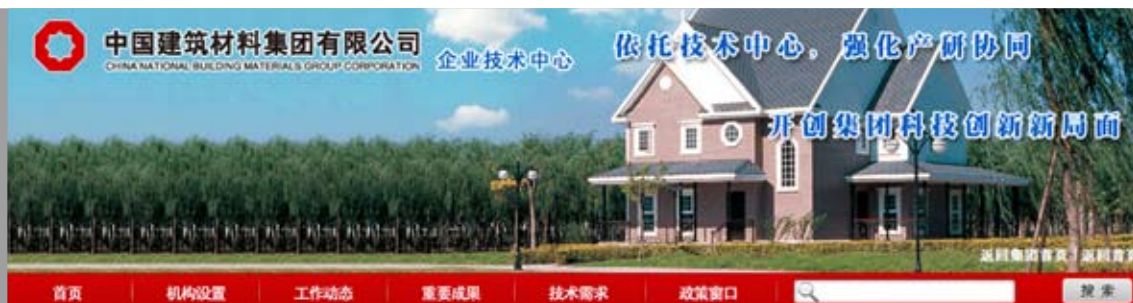 中国建筑材料集团有限公司
CHINA NATIONAL BUILDING MATERIALS GROUP CORPORATION
企业技术中心
依托技术中心，强化产研协同
开创集团科技创新新局面
返回集团首页 | 返回首页
首页 机构设置 工作动态 重要成果 技术需求 政策窗口 搜索